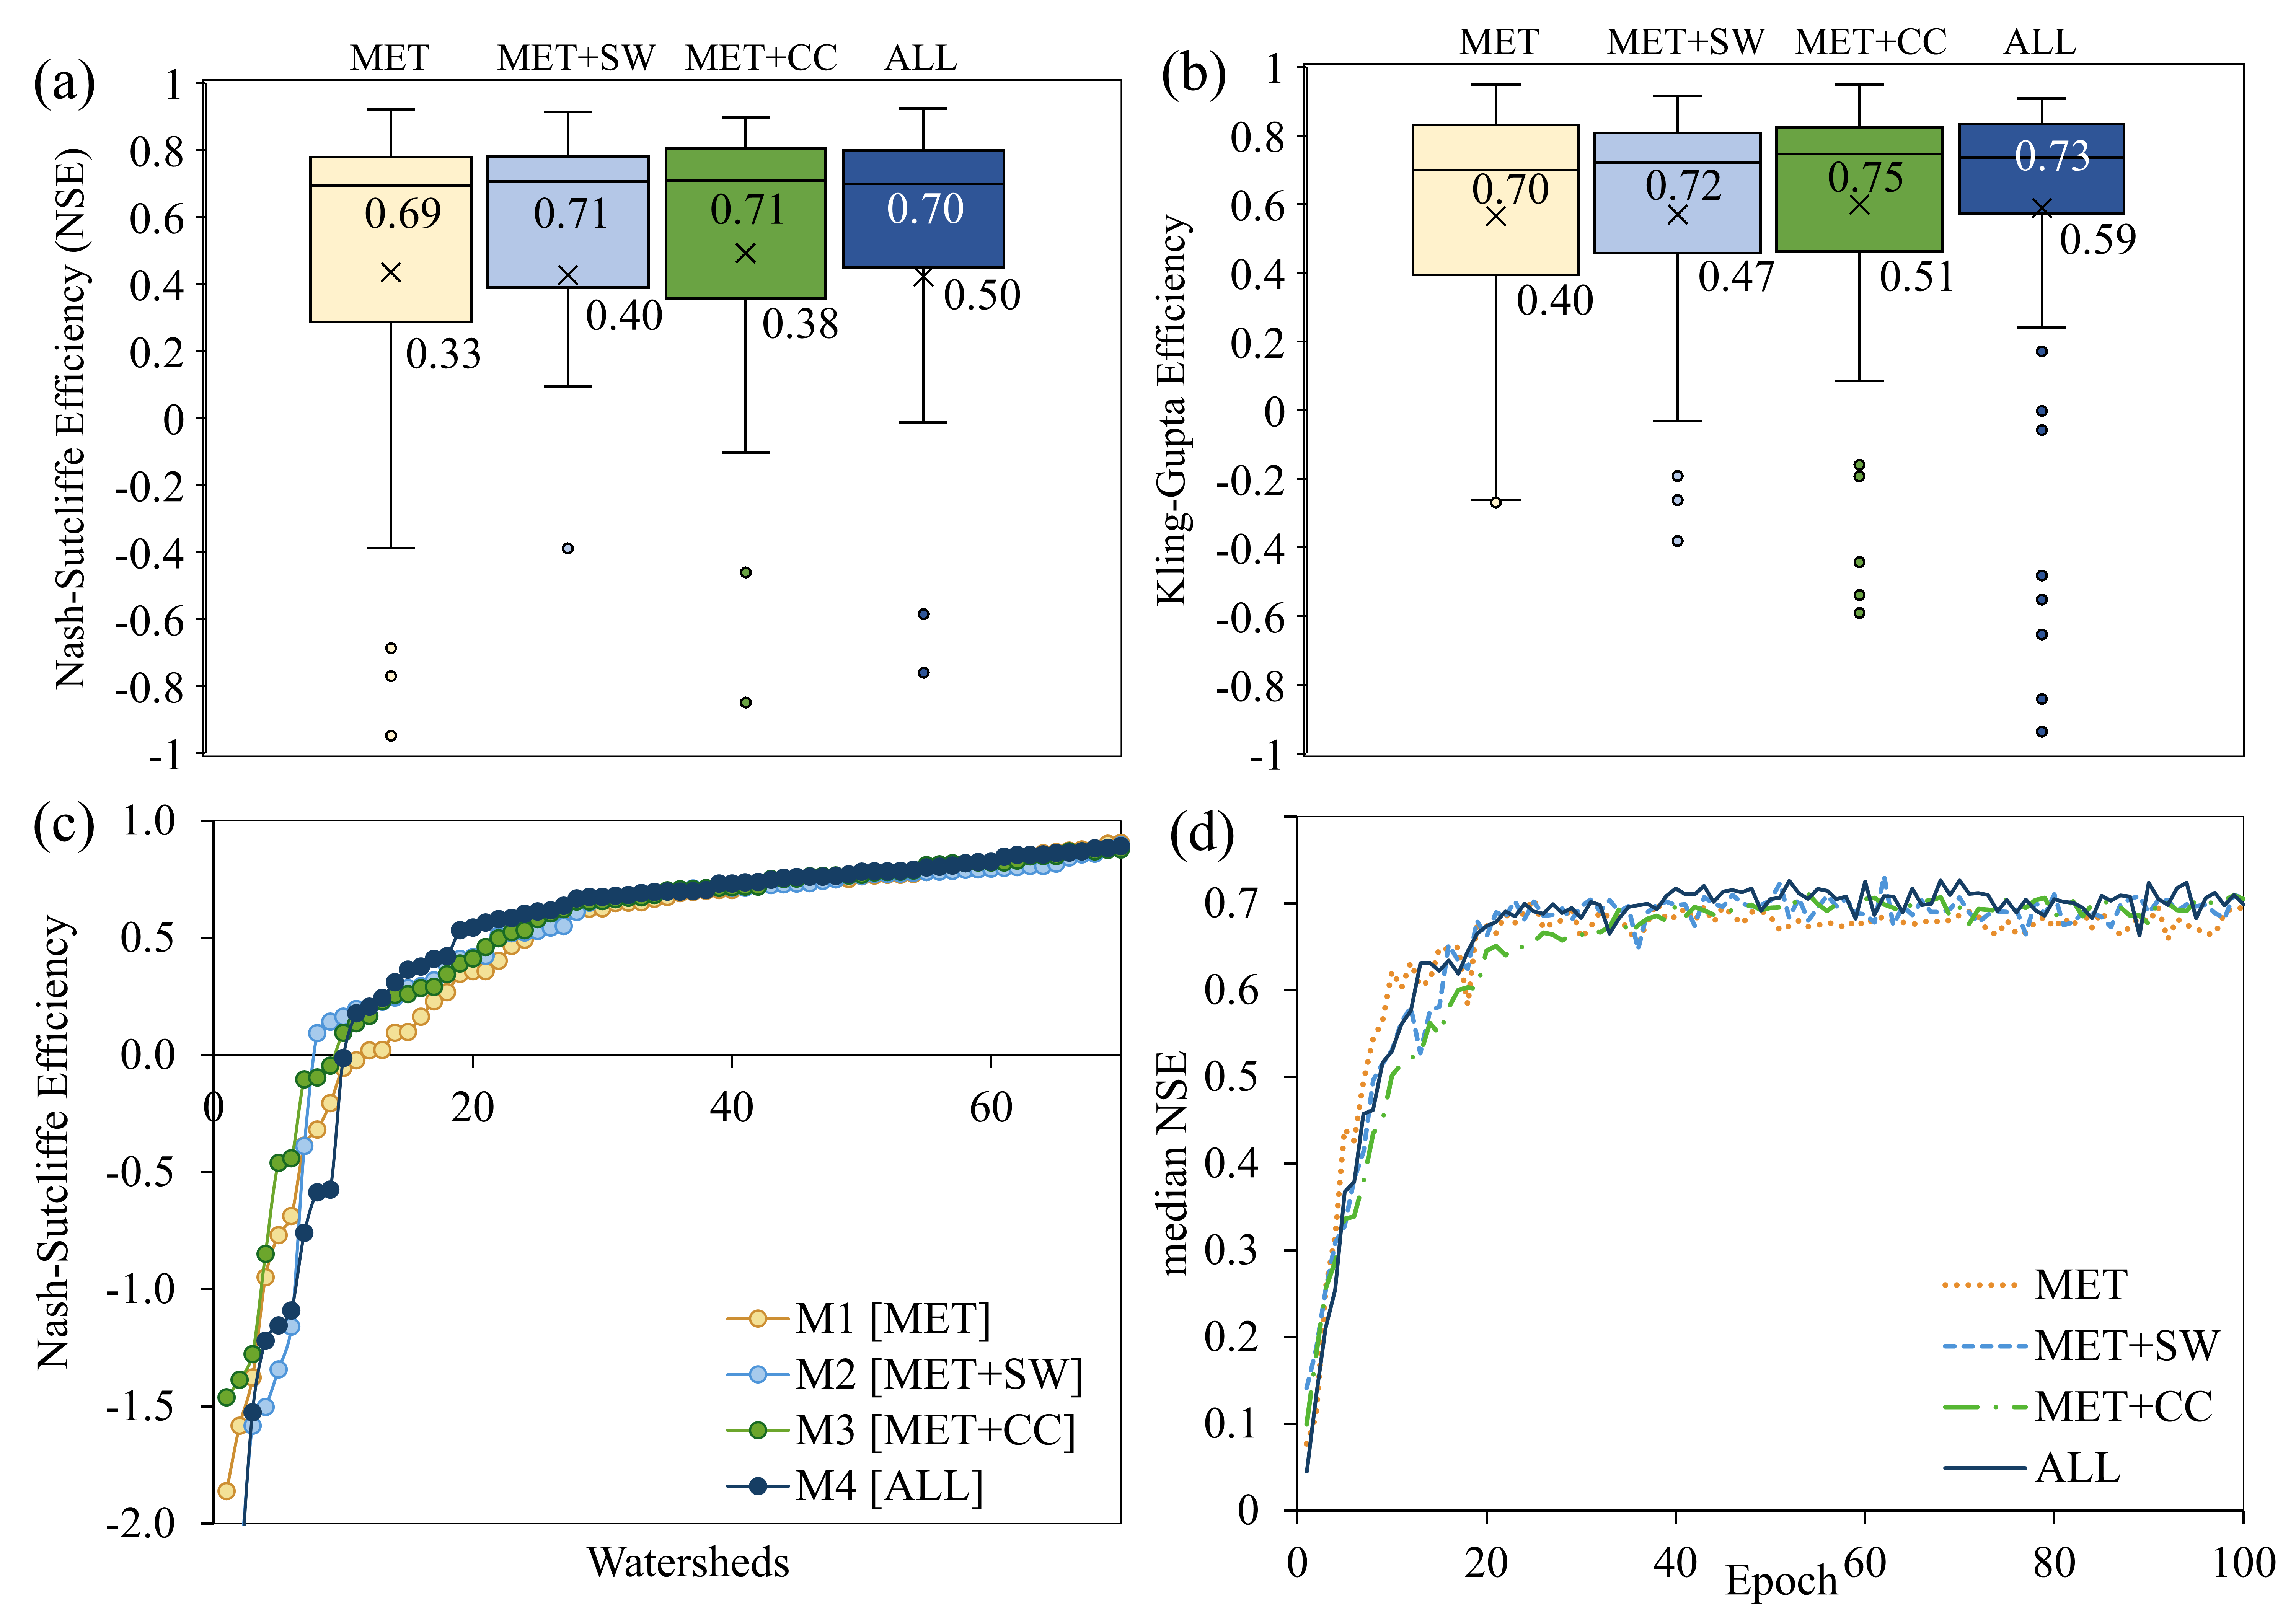 (a)
MET MET+SW MET+CC ALL
Nash-Sutcliffe Efficiency (NSE)
1
0.8
0.6
0.4
0.2
0
-0.2
-0.4
-0.6
-0.8
-1
0.69 0.71 0.71 0.70
0.33 0.40 0.38 0.50
(b)
MET MET+SW MET+CC ALL
Kling-Gupta Efficiency
1
0.8
0.6
0.4
0.2
0
-0.2
-0.4
-0.6
-0.8
-1
0.70 0.72 0.75 0.73
0.40 0.47 0.51 0.59
(c)
Nash-Sutcliffe Efficiency
1.0
0.5
0.0
-0.5
-1.0
-1.5
-2.0
0 20 40 60
M1 [MET]
M2 [MET+SW]
M3 [MET+CC]
M4 [ALL]
Watersheds
(d)
median NSE
0.7
0.6
0.5
0.4
0.3
0.2
0.1
0
MET
MET+SW
MET+CC
ALL
0 20 40 60 80 100
Epoch